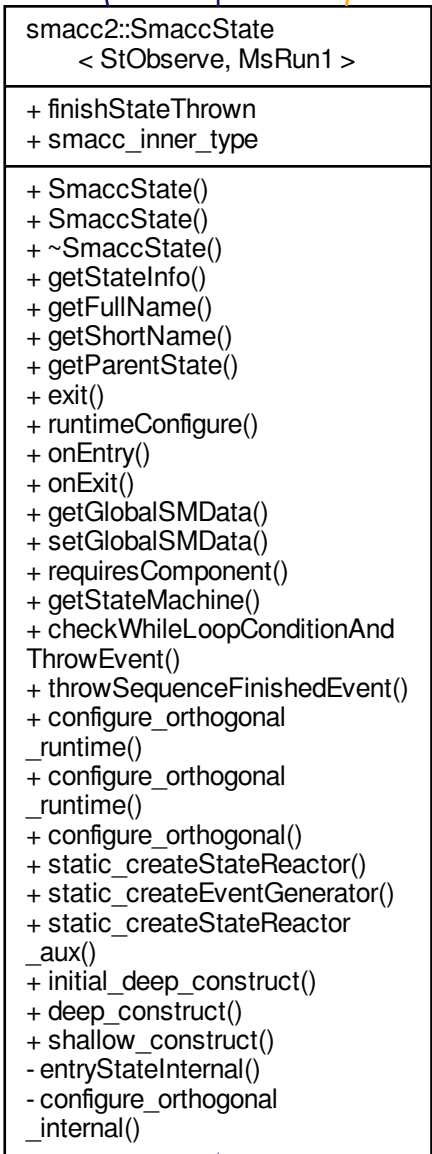 smacc2::SmaccState
< StObserve, MsRun1 >
+ finishStateThrown
+ smacc_inner_type
+ SmaccState()
+ SmaccState()
+ ~SmaccState()
+ getStateInfo()
+ getFullName()
+ getShortName()
+ getParentState()
+ exit()
+ runtimeConfigure()
+ onEntry()
+ onExit()
+ getGlobalSMData()
+ setGlobalSMData()
+ requiresComponent()
+ getStateMachine()
+ checkWhileLoopConditionAnd
ThrowEvent()
+ throwSequenceFinishedEvent()
+ configure_orthogonal
_runtime()
+ configure_orthogonal
_runtime()
+ configure_orthogonal()
+ static_createStateReactor()
+ static_createEventGenerator()
+ static_createStateReactor
_aux()
+ initial_deep_construct()
+ deep_construct()
+ shallow_construct()
- entryStateInternal()
- configure_orthogonal
_internal()